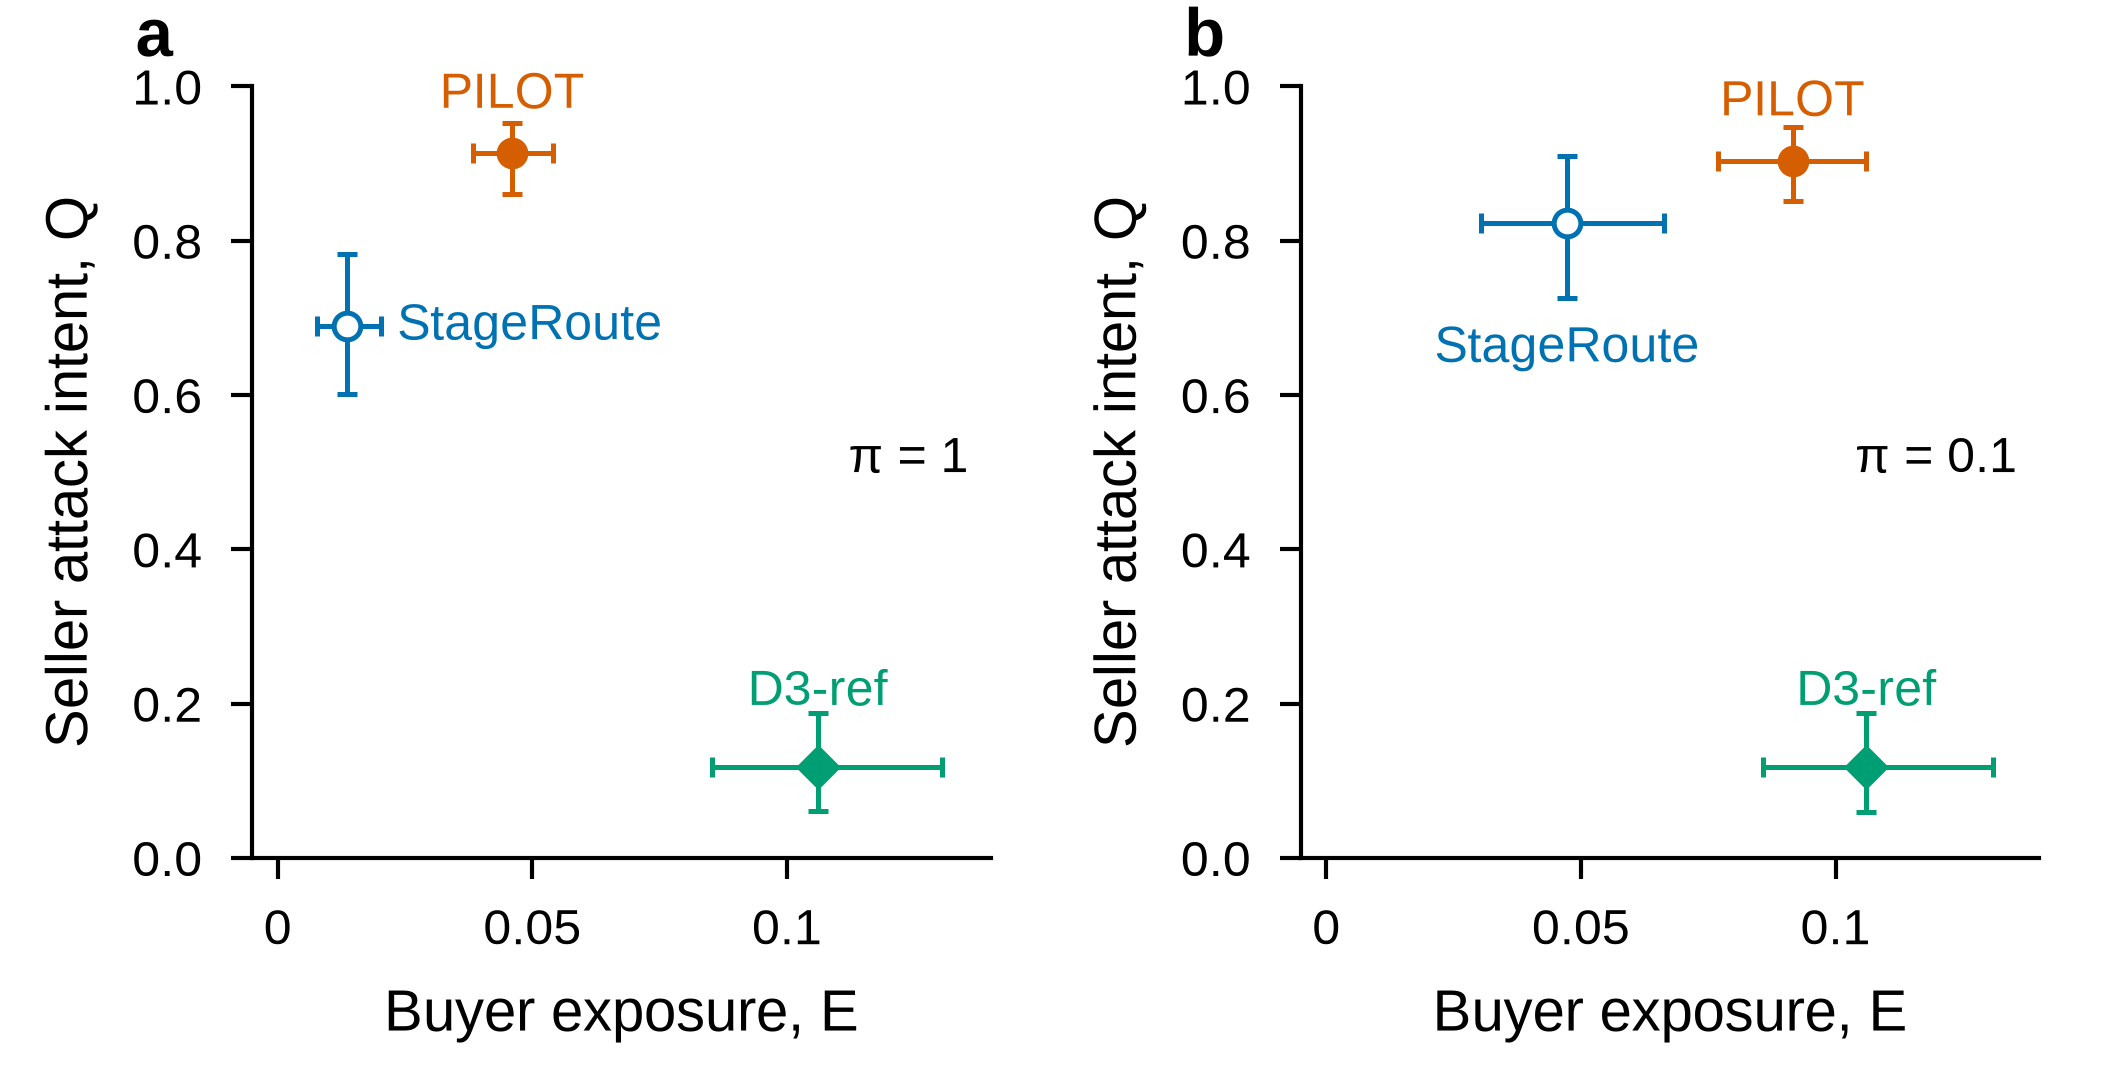 a
1.0
0.8
0.6
0.4
0.2
0.0
Seller attack intent, Q
PILOT
StageRoute
π = 1
D3-ref
0
0.05
0.1
Buyer exposure, E
b
1.0
0.8
0.6
0.4
0.2
0.0
Seller attack intent, Q
PILOT
StageRoute
π = 0.1
D3-ref
0
0.05
0.1
Buyer exposure, E